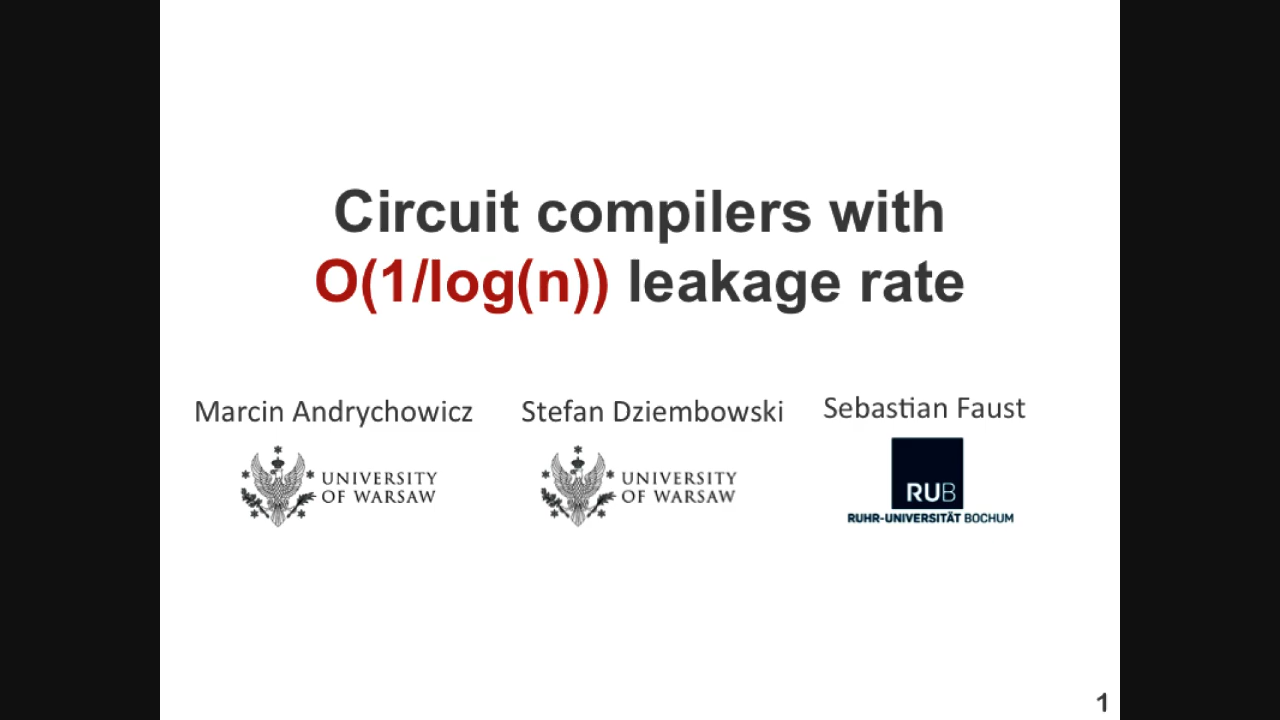 Circuit compilers with
O(1/log(n)) leakage rate
Marcin Andrychowicz
Stefan Dziembowski
Sebastian Faust
UNIVERSITY
OF WARSAW
UNIVERSITY
OF WARSAW
RUB
RUHR-UNIVERSITÄT BOCHUM
1